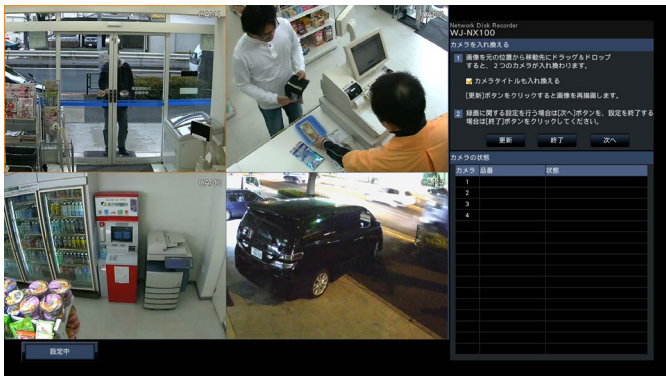 CAM1
CAM2
CAM3
CAM4
Network Disk Recorder
WJ-NX100
カメラを入れ換える
1 画像を元の位置から移動先にドラッグ&ドロップ
すると、2つのカメラが入れ換わります。
カメラタイトルも入れ換える
[更新]ボタンをクリックすると画像を再描画します。
2 録画に関する設定を行う場合は[次へ]ボタンを、設定を終了する
場合は[終了]ボタンをクリックしてください。
更新 終了 次へ
カメラの状態
カメラ 品番 状態
1
2
3
4
設定中